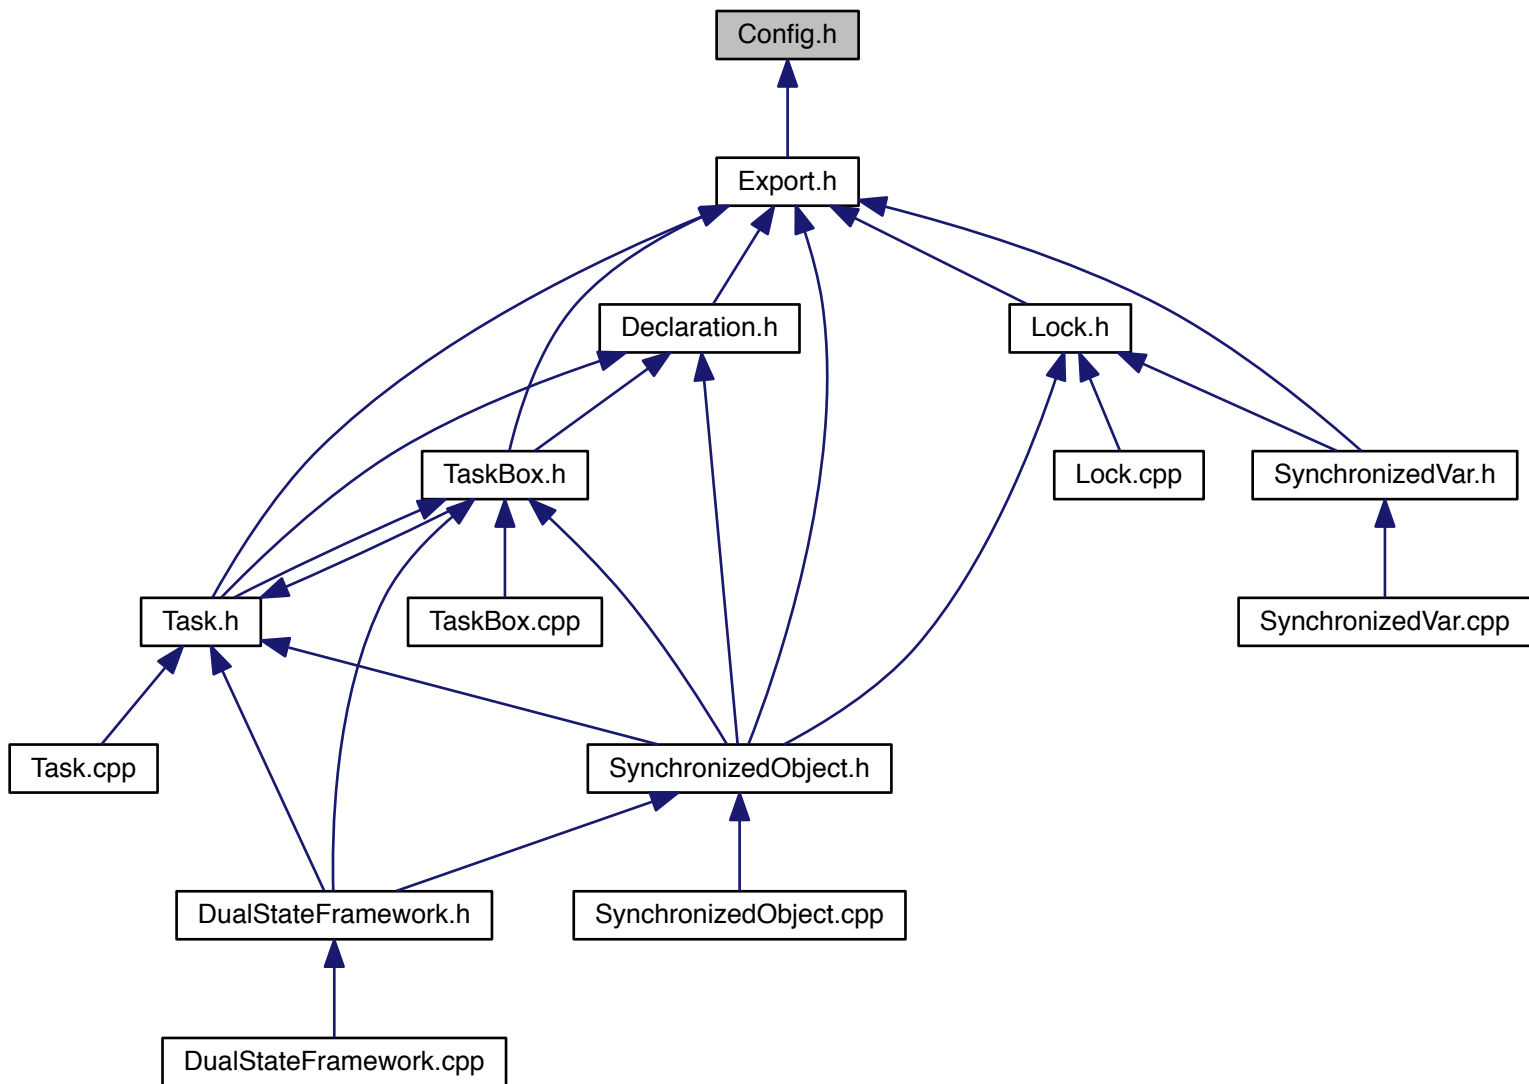 Config.h
Export.h
Declaration.h
Lock.h
TaskBox.h
Lock.cpp
SynchronizedVar.h
Task.h
TaskBox.cpp
SynchronizedVar.cpp
Task.cpp
SynchronizedObject.h
DualStateFramework.h
SynchronizedObject.cpp
DualStateFramework.cpp